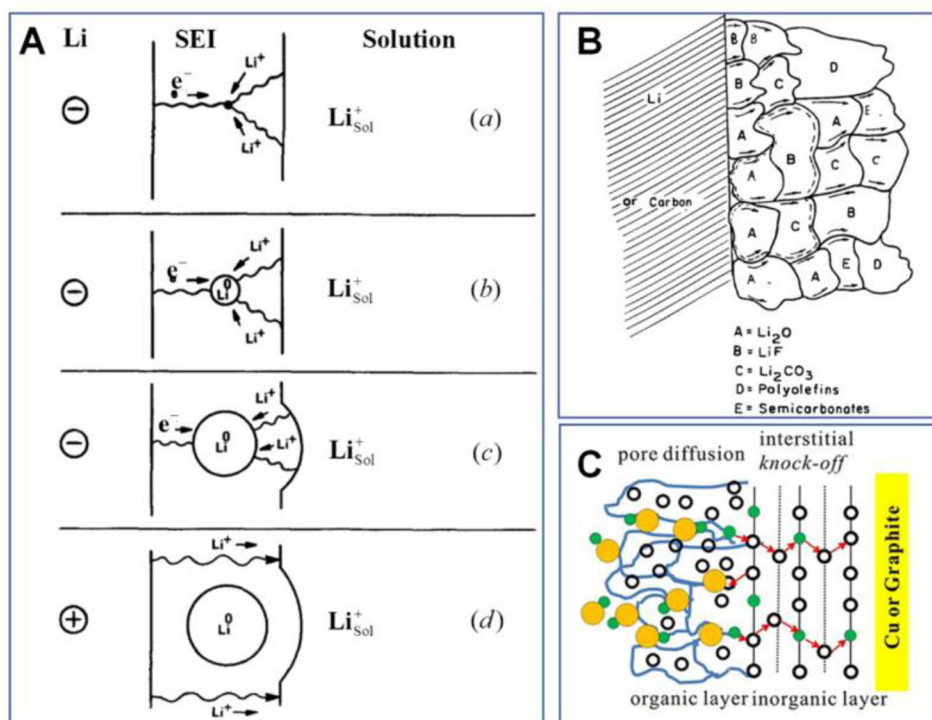 A
Li
SEI
Solution
e⁻
Li⁺
Li⁺
Li⁺Sol
(a)
e⁻
Li⁺
Li⁰
Li⁺
Li⁺Sol
(b)
e⁻
Li⁺
Li⁺
Li⁰
Li⁺Sol
(c)
Li⁺
Li⁰
Li⁺
Li⁺Sol
(d)
B
Li
or Carbon
B B D
B C
A A E
A B C C
A C B
A A E D
A = Li₂O
B = LiF
C = Li₂CO₃
D = Polyolefins
E = Semicarbonates
C
interstitial
pore diffusion knock-off
Cu or Graphite
organic layer inorganic layer